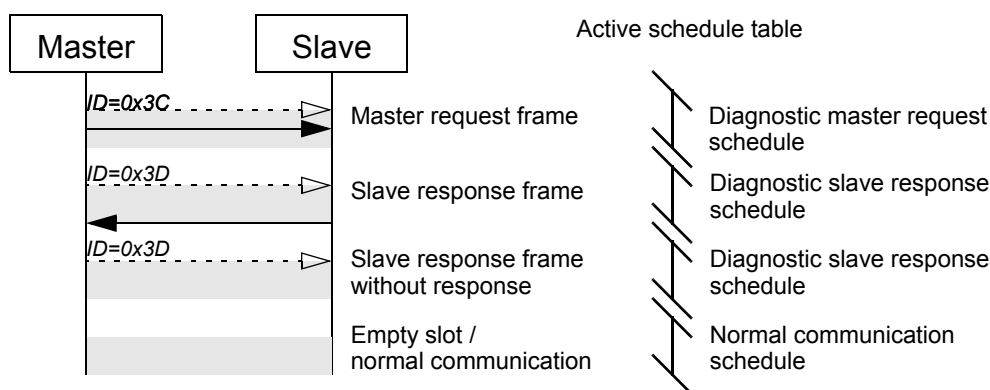 Master
Slave
Active schedule table
ID=0x3C
Master request frame
Diagnostic master request
schedule
ID=0x3D
Slave response frame
Diagnostic slave response
schedule
ID=0x3D
Slave response frame
without response
Diagnostic slave response
schedule
Empty slot /
normal communication
Normal communication
schedule